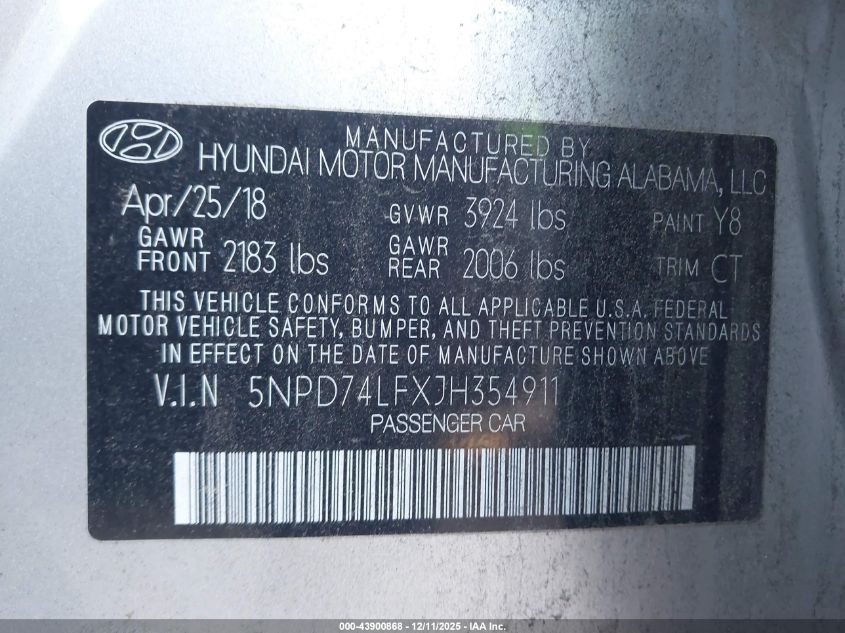 MANUFACTURED BY
HYUNDAI MOTOR MANUFACTURING ALABAMA, LLC
Apr/25/18 GVWR 3924 lbs PAINT Y8
GAWR FRONT 2183 lbs GAWR REAR 2006 lbs TRIM CT
THIS VEHICLE CONFORMS TO ALL APPLICABLE U.S.A. FEDERAL
MOTOR VEHICLE SAFETY, BUMPER, AND THEFT PREVENTION STANDARDS
IN EFFECT ON THE DATE OF MANUFACTURE SHOWN ABOVE.
V.I.N 5NPD74LFXJH354911
PASSENGER CAR
000-43900868 - 12/11/2025 - IAA Inc.